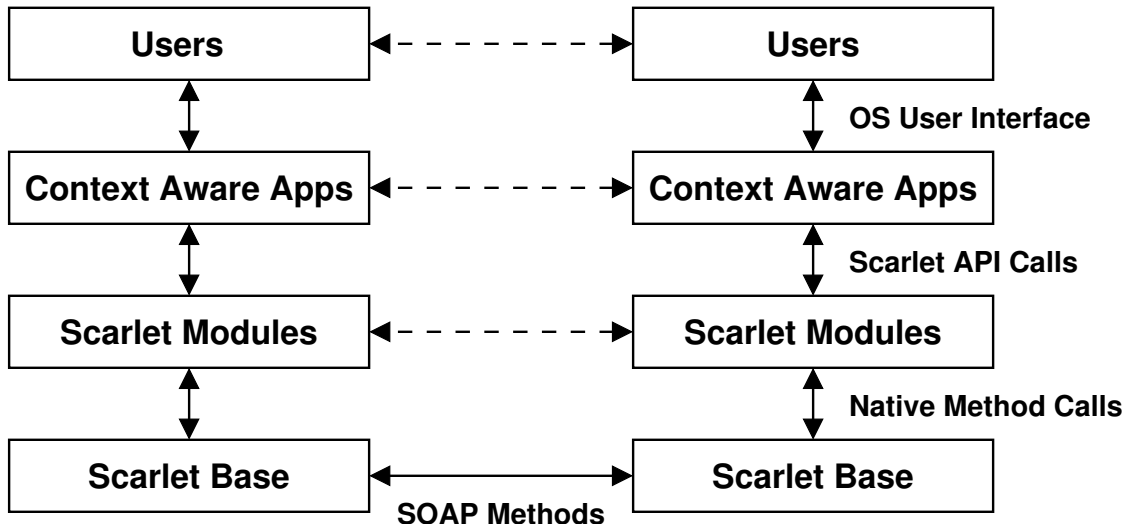 Users Users
OS User Interface
Context Aware Apps Context Aware Apps
Scarlet API Calls
Scarlet Modules Scarlet Modules
Native Method Calls
Scarlet Base Scarlet Base
SOAP Methods